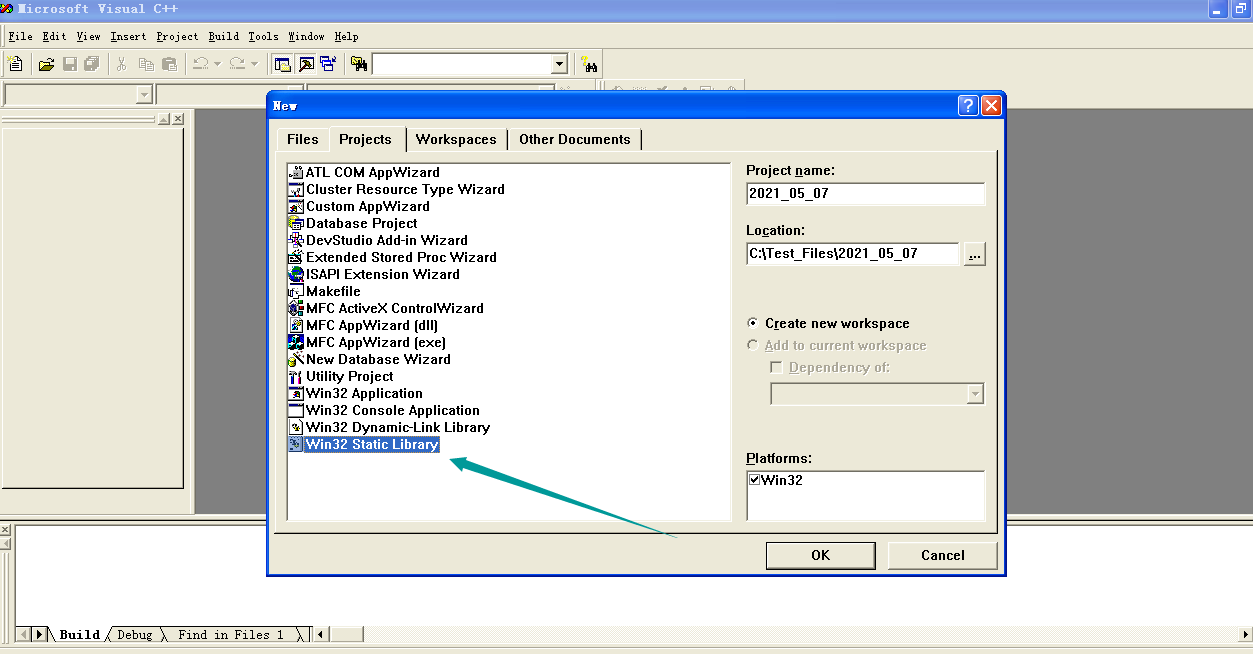 Microsoft Visual C++
File Edit View Insert Project Build Tools Window Help
New
Files Projects Workspaces Other Documents
ATL COM AppWizard
Cluster Resource Type Wizard
Custom AppWizard
Database Project
DevStudio Add-in Wizard
Extended Stored Proc Wizard
ISAPI Extension Wizard
Makefile
MFC ActiveX ControlWizard
MFC AppWizard (dll)
MFC AppWizard (exe)
New Database Wizard
Utility Project
Win32 Application
Win32 Console Application
Win32 Dynamic-Link Library
Win32 Static Library
Project name:
2021_05_07
Location:
C:\Test_Files\2021_05_07
...
Create new workspace
Add to current workspace
Dependency of:
Platforms:
Win32
OK Cancel
Build Debug Find in Files 1